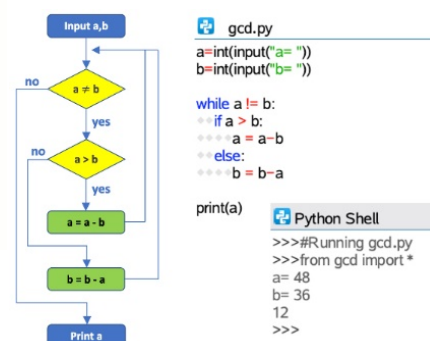 Input a,b
no
a ≠ b
yes
no
a > b
yes
a = a - b
b = b - a
Print a
gcd.py
a=int(input("a= "))
b=int(input("b= "))
while a != b:
if a > b:
a = a-b
else:
b = b-a
print(a)
Python Shell
>>>#Running gcd.py
>>>from gcd import *
a= 48
b= 36
12
>>>